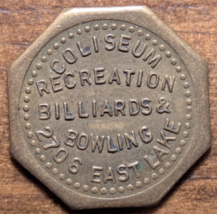 COLISEUM
RECREATION
BILLIARDS &
BOWLING
2708 EAST LAKE